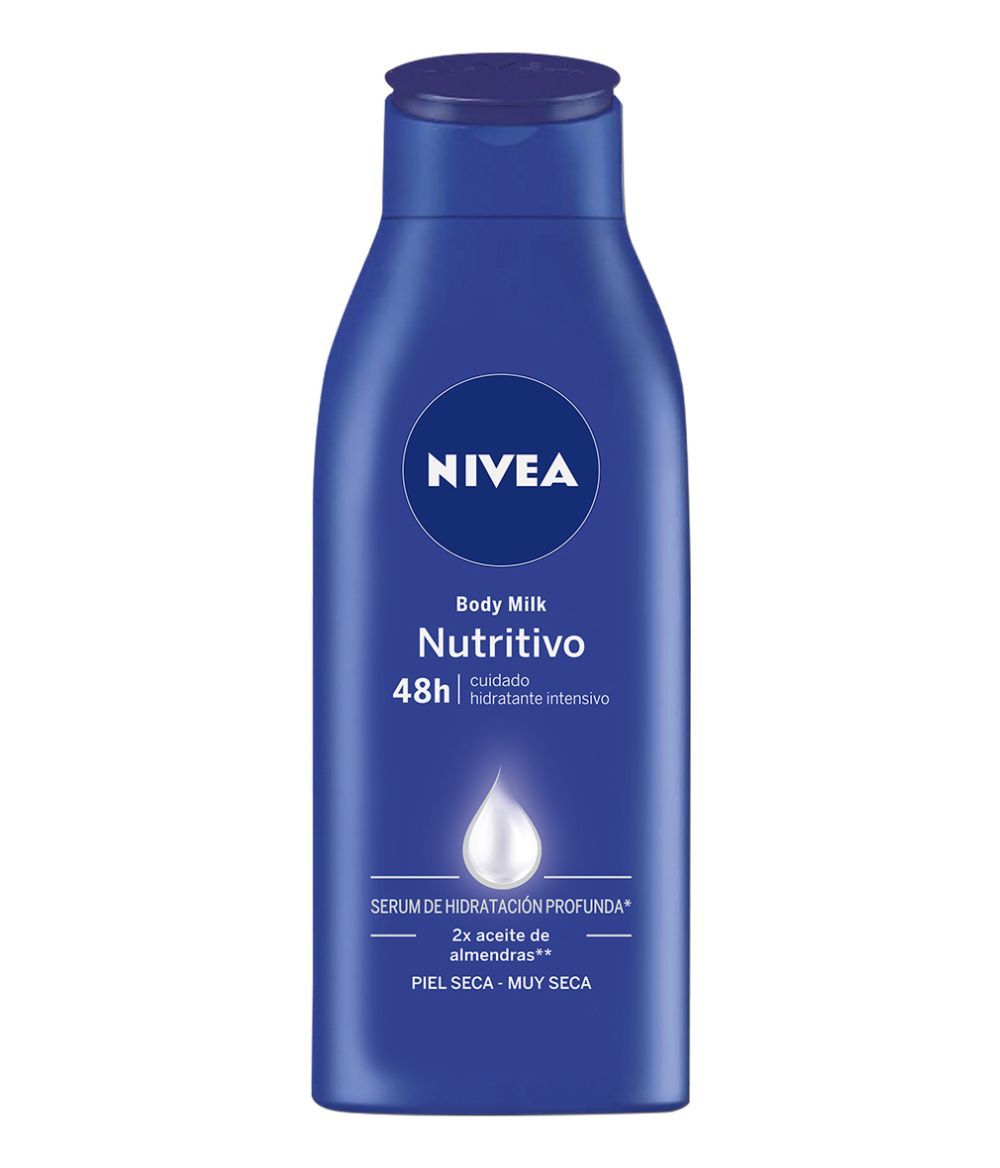 NIVEA
NIVEA
Body Milk
Nutritivo
48h
cuidado
hidratante intensivo
SERUM DE HIDRATACIÓN PROFUNDA*
2x aceite de
almendras**
PIEL SECA - MUY SECA